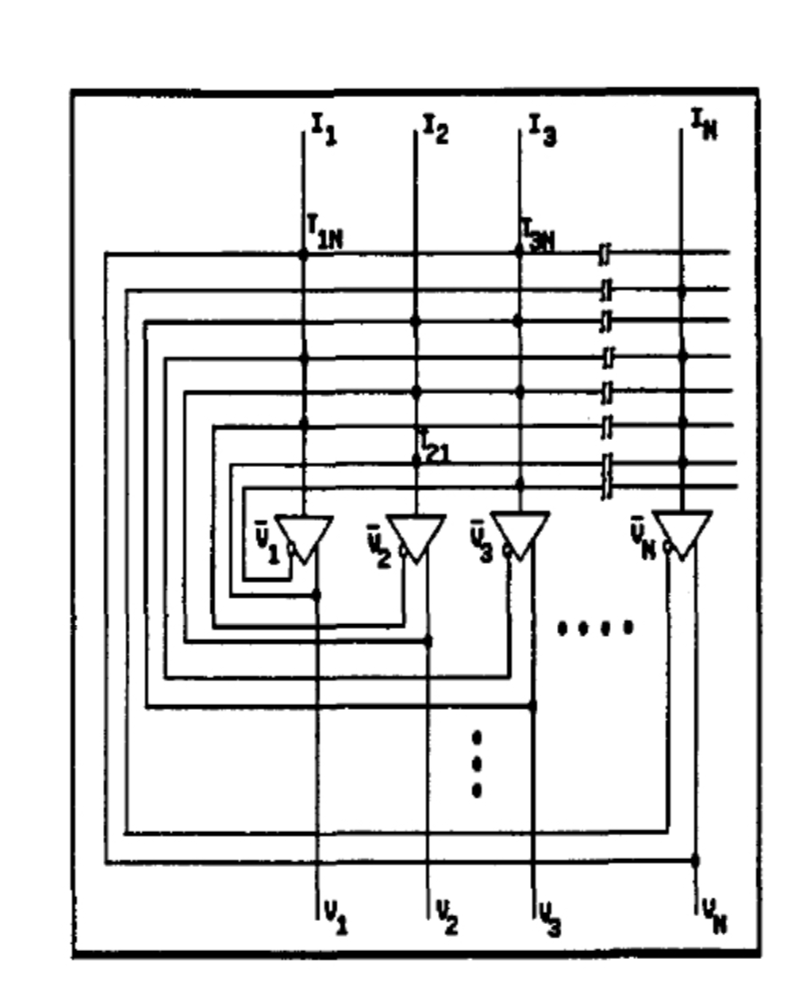 I1 I2 I3 IN
T1N T3N
T21
V̅1 V̅2 V̅3 V̅N
V1 V2 V3 VN